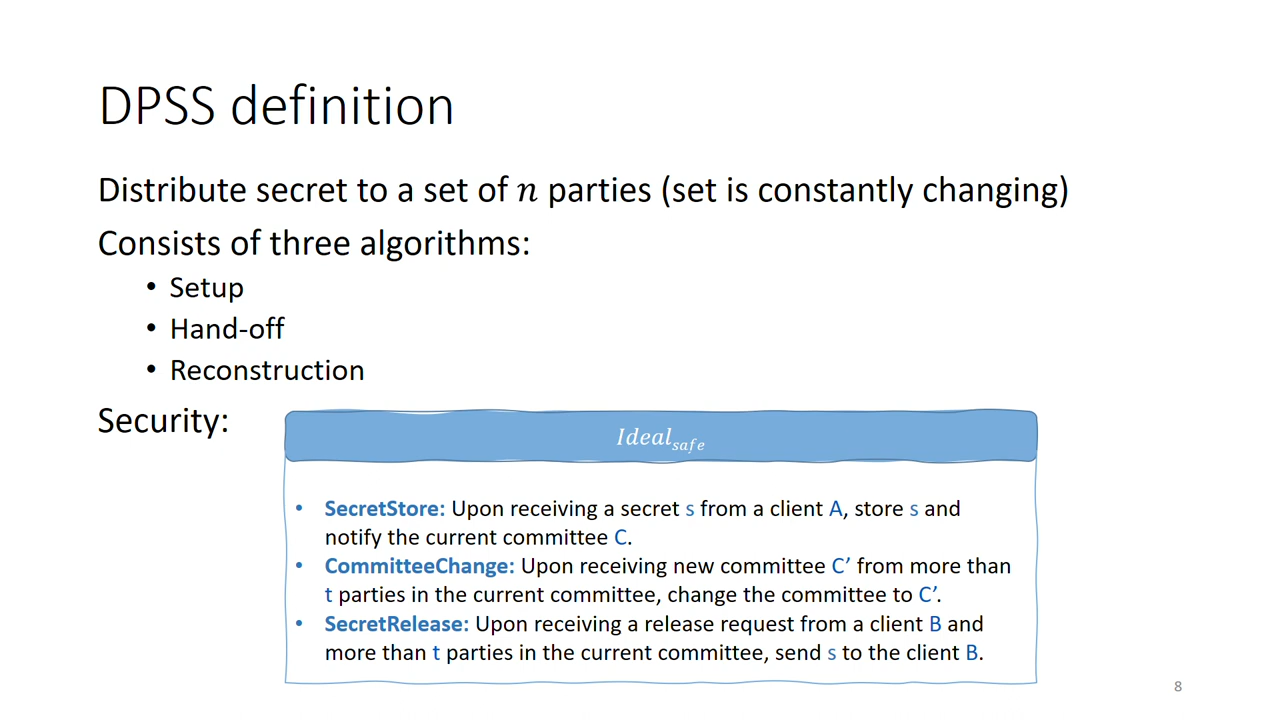 DPSS definition
Distribute secret to a set of n parties (set is constantly changing)
Consists of three algorithms:
• Setup
• Hand-off
• Reconstruction
Security:
Ideal_safe
• SecretStore: Upon receiving a secret s from a client A, store s and
notify the current committee C.
• CommitteeChange: Upon receiving new committee C’ from more than
t parties in the current committee, change the committee to C’.
• SecretRelease: Upon receiving a release request from a client B and
more than t parties in the current committee, send s to the client B.
8